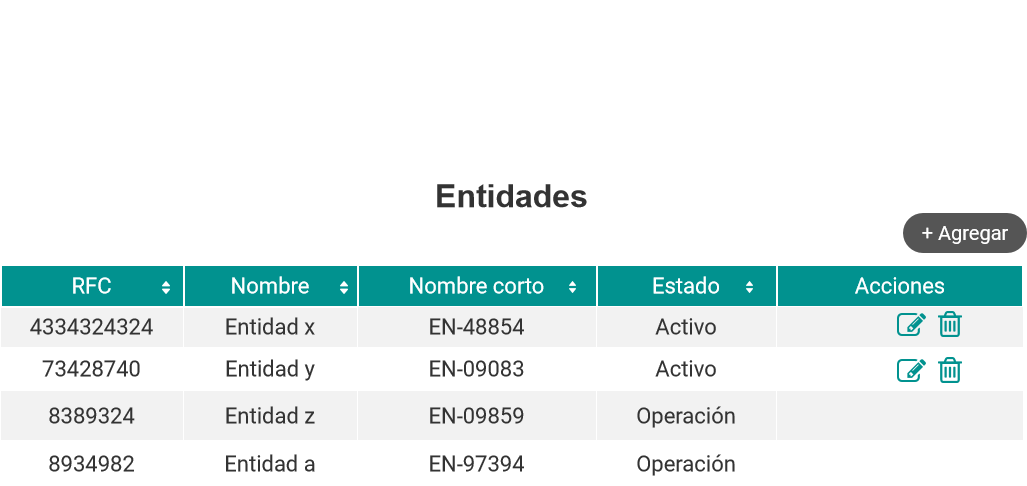 Entidades
+ Agregar
RFC Nombre Nombre corto Estado Acciones
4334324324 Entidad x EN-48854 Activo
73428740 Entidad y EN-09083 Activo
8389324 Entidad z EN-09859 Operación
8934982 Entidad a EN-97394 Operación